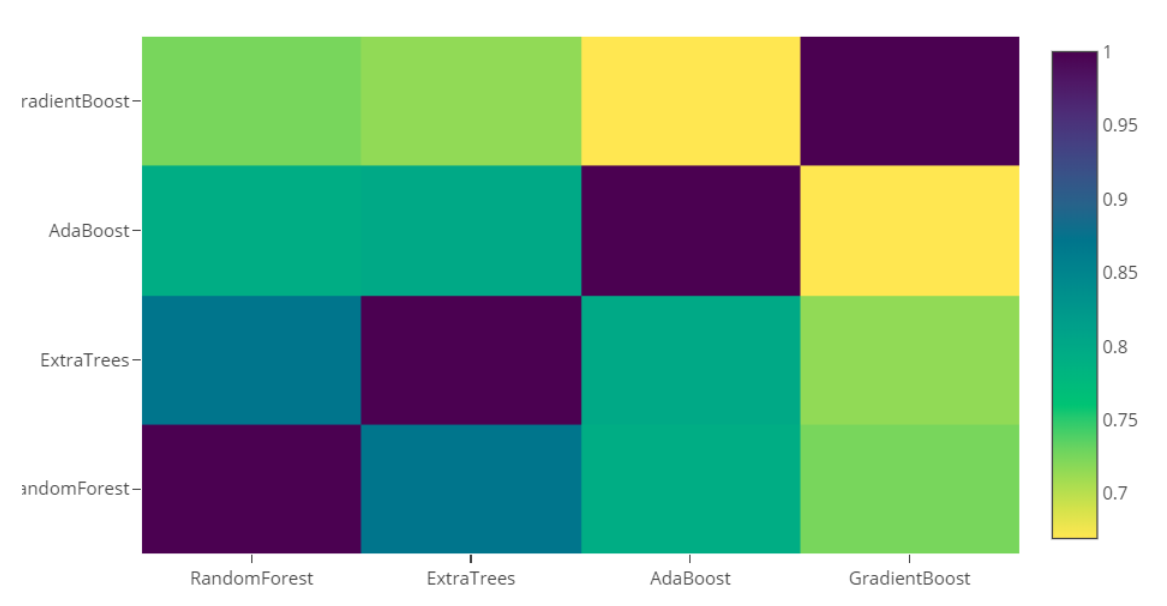 1
radientBoost
0.95
0.9
AdaBoost
0.85
ExtraTrees
0.8
0.75
andomForest
0.7
RandomForest ExtraTrees AdaBoost GradientBoost